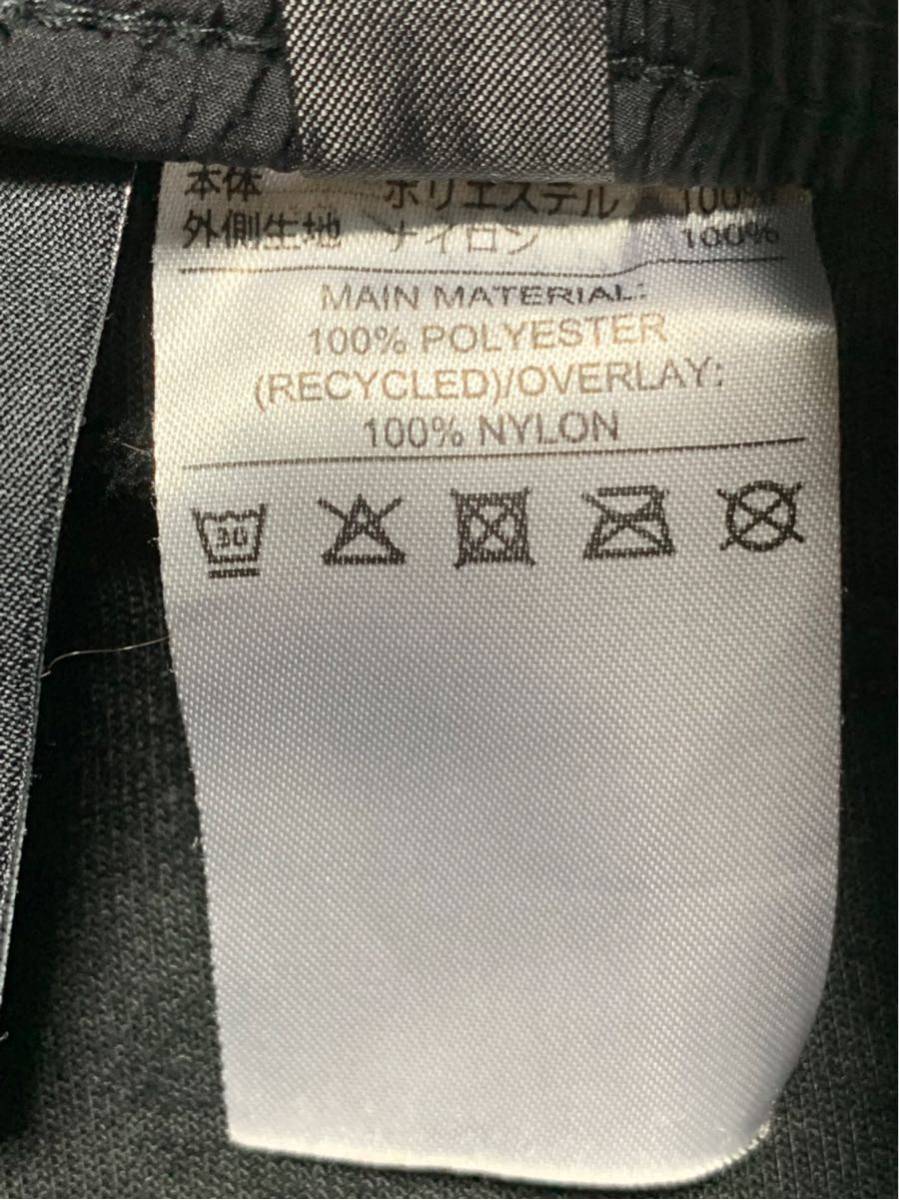 本体 ポリエステル 100%
外側生地 ナイロン 100%
MAIN MATERIAL:
100% POLYESTER
(RECYCLED)/OVERLAY:
100% NYLON
30